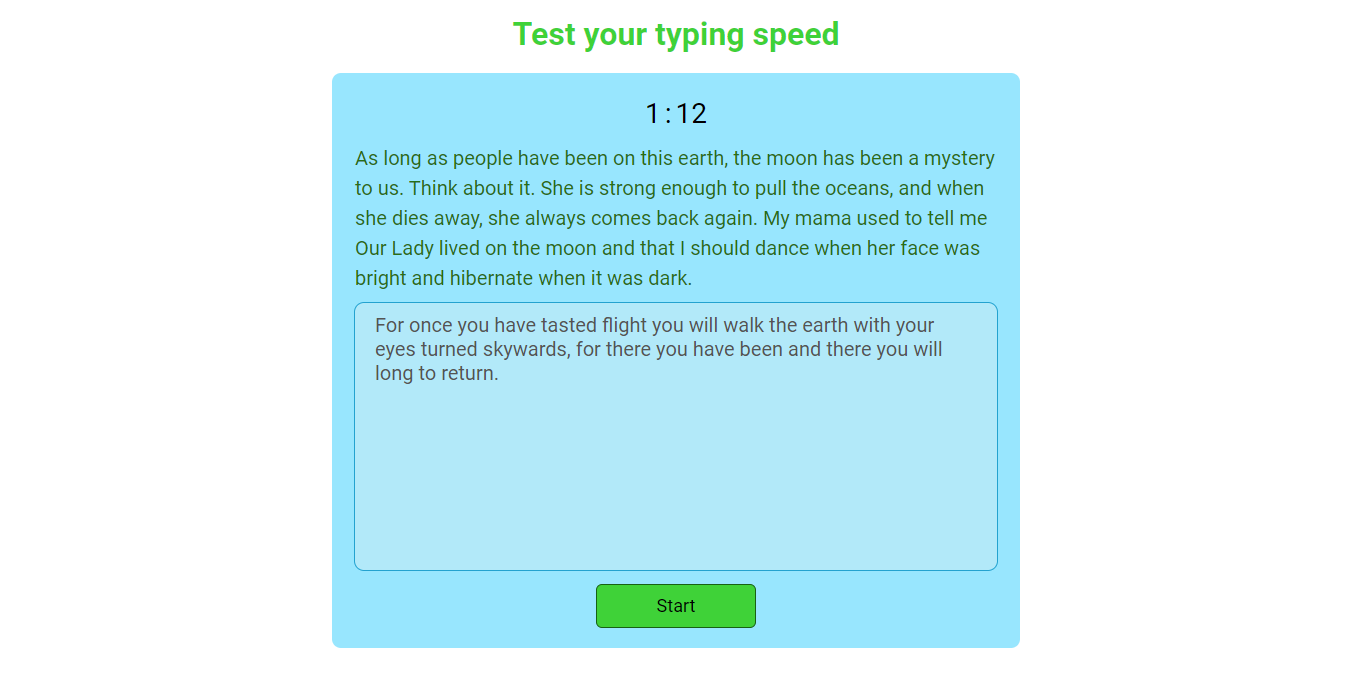 Test your typing speed
1:12
As long as people have been on this earth, the moon has been a mystery
to us. Think about it. She is strong enough to pull the oceans, and when
she dies away, she always comes back again. My mama used to tell me
Our Lady lived on the moon and that I should dance when her face was
bright and hibernate when it was dark.
For once you have tasted flight you will walk the earth with your
eyes turned skywards, for there you have been and there you will
long to return.
Start